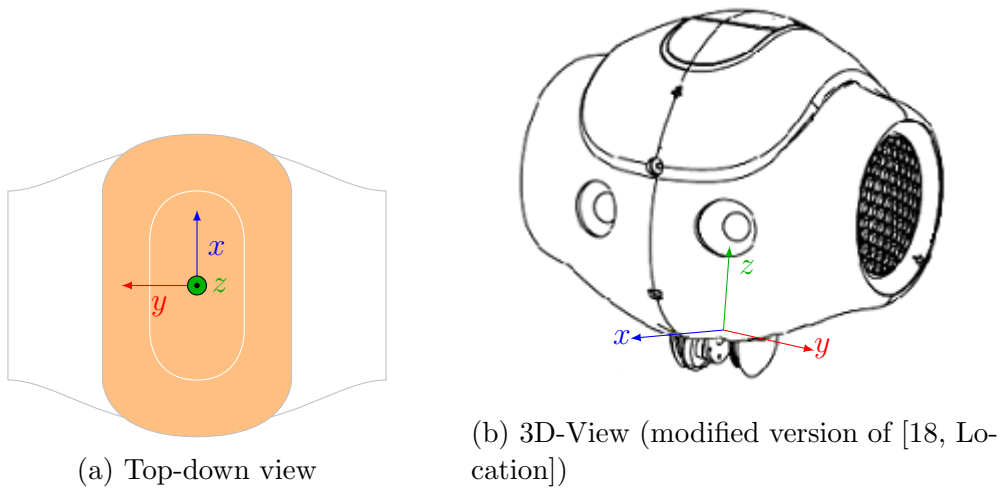 x
z
y
z
x
y
(a) Top-down view
(b) 3D-View (modified version of [18, Lo-
cation])